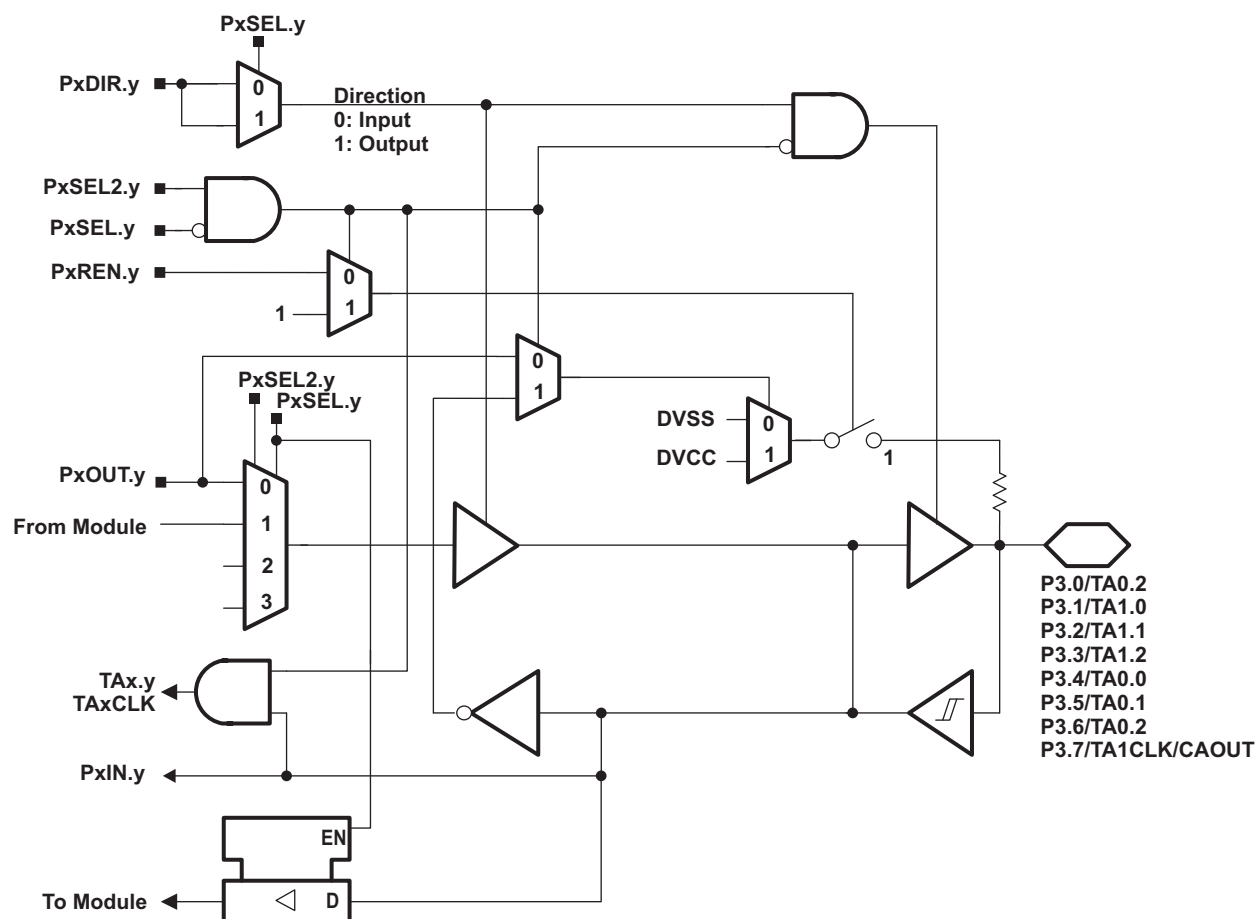 PxSEL.y
PxDIR.y
0
1
Direction
0: Input
1: Output
PxSEL2.y
PxSEL.y
PxREN.y
0
1
1
0
1
PxSEL2.y
PxSEL.y
DVSS
DVCC
0
1
1
PxOUT.y
From Module
0
1
2
3
P3.0/TA0.2
P3.1/TA1.0
P3.2/TA1.1
P3.3/TA1.2
P3.4/TA0.0
P3.5/TA0.1
P3.6/TA0.2
P3.7/TA1CLK/CAOUT
TAx.y
TAxCLK
PxIN.y
EN
To Module
D